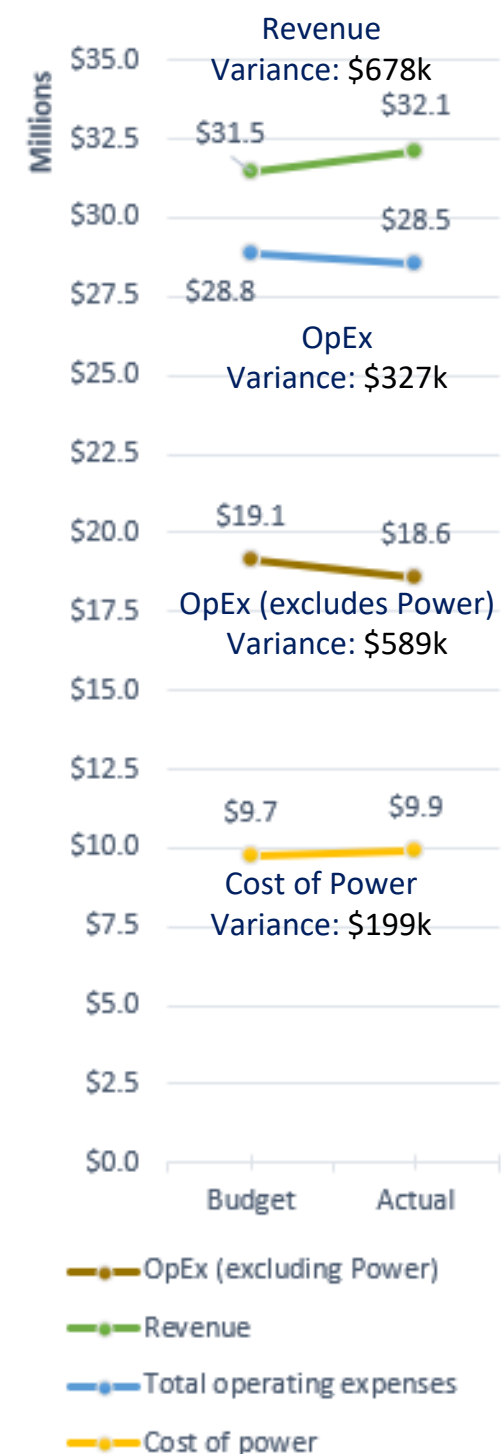 Revenue
Variance: $678k
Millions
$35.0
$32.5
$30.0
$27.5
$25.0
$22.5
$20.0
$17.5
$15.0
$12.5
$10.0
$7.5
$5.0
$2.5
$0.0
$31.5
$32.1
$28.8
$28.5
OpEx
Variance: $327k
$19.1
$18.6
OpEx (excludes Power)
Variance: $589k
$9.7
$9.9
Cost of Power
Variance: $199k
Budget
Actual
OpEx (excluding Power)
Revenue
Total operating expenses
Cost of power